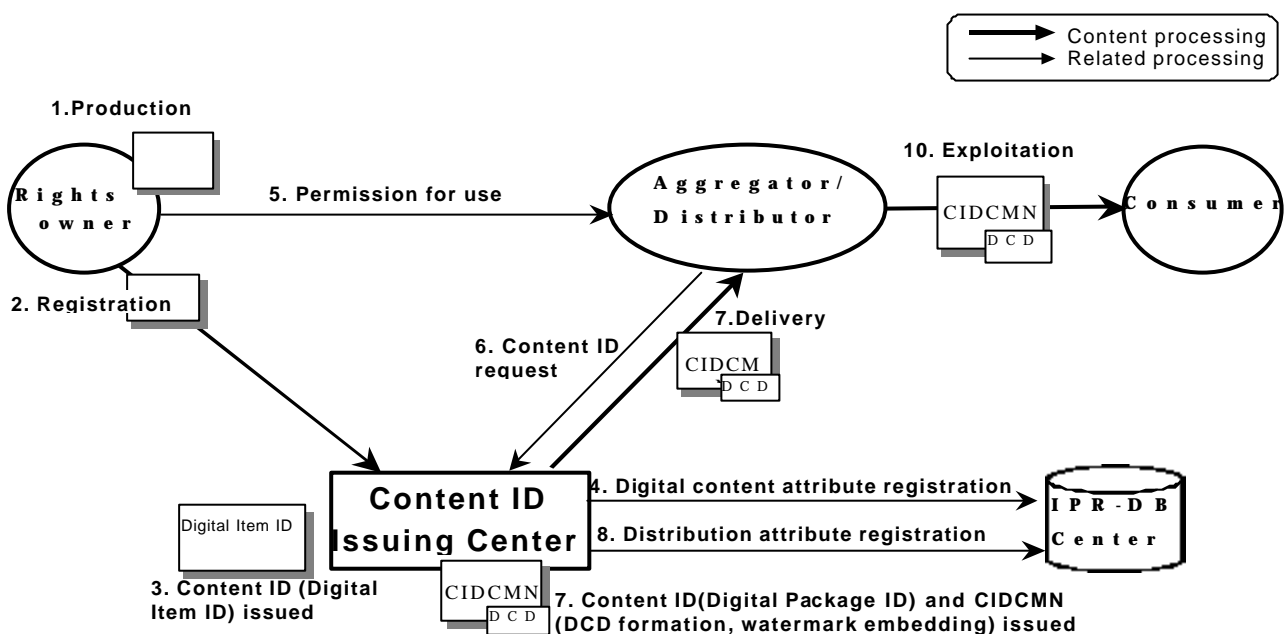 Content processing
Related processing
1.Production
Rights
owner
5. Permission for use
Aggregator/
Distributor
10. Exploitation
CIDCMN
DCD
Consumer
2. Registration
6. Content ID
request
7.Delivery
CIDCM
DCD
Content ID
Issuing Center
4. Digital content attribute registration
8. Distribution attribute registration
IPR-DB
Center
Digital Item ID
3. Content ID (Digital
Item ID) issued
CIDCMN
DCD
7. Content ID(Digital Package ID) and CIDCMN
(DCD formation, watermark embedding) issued